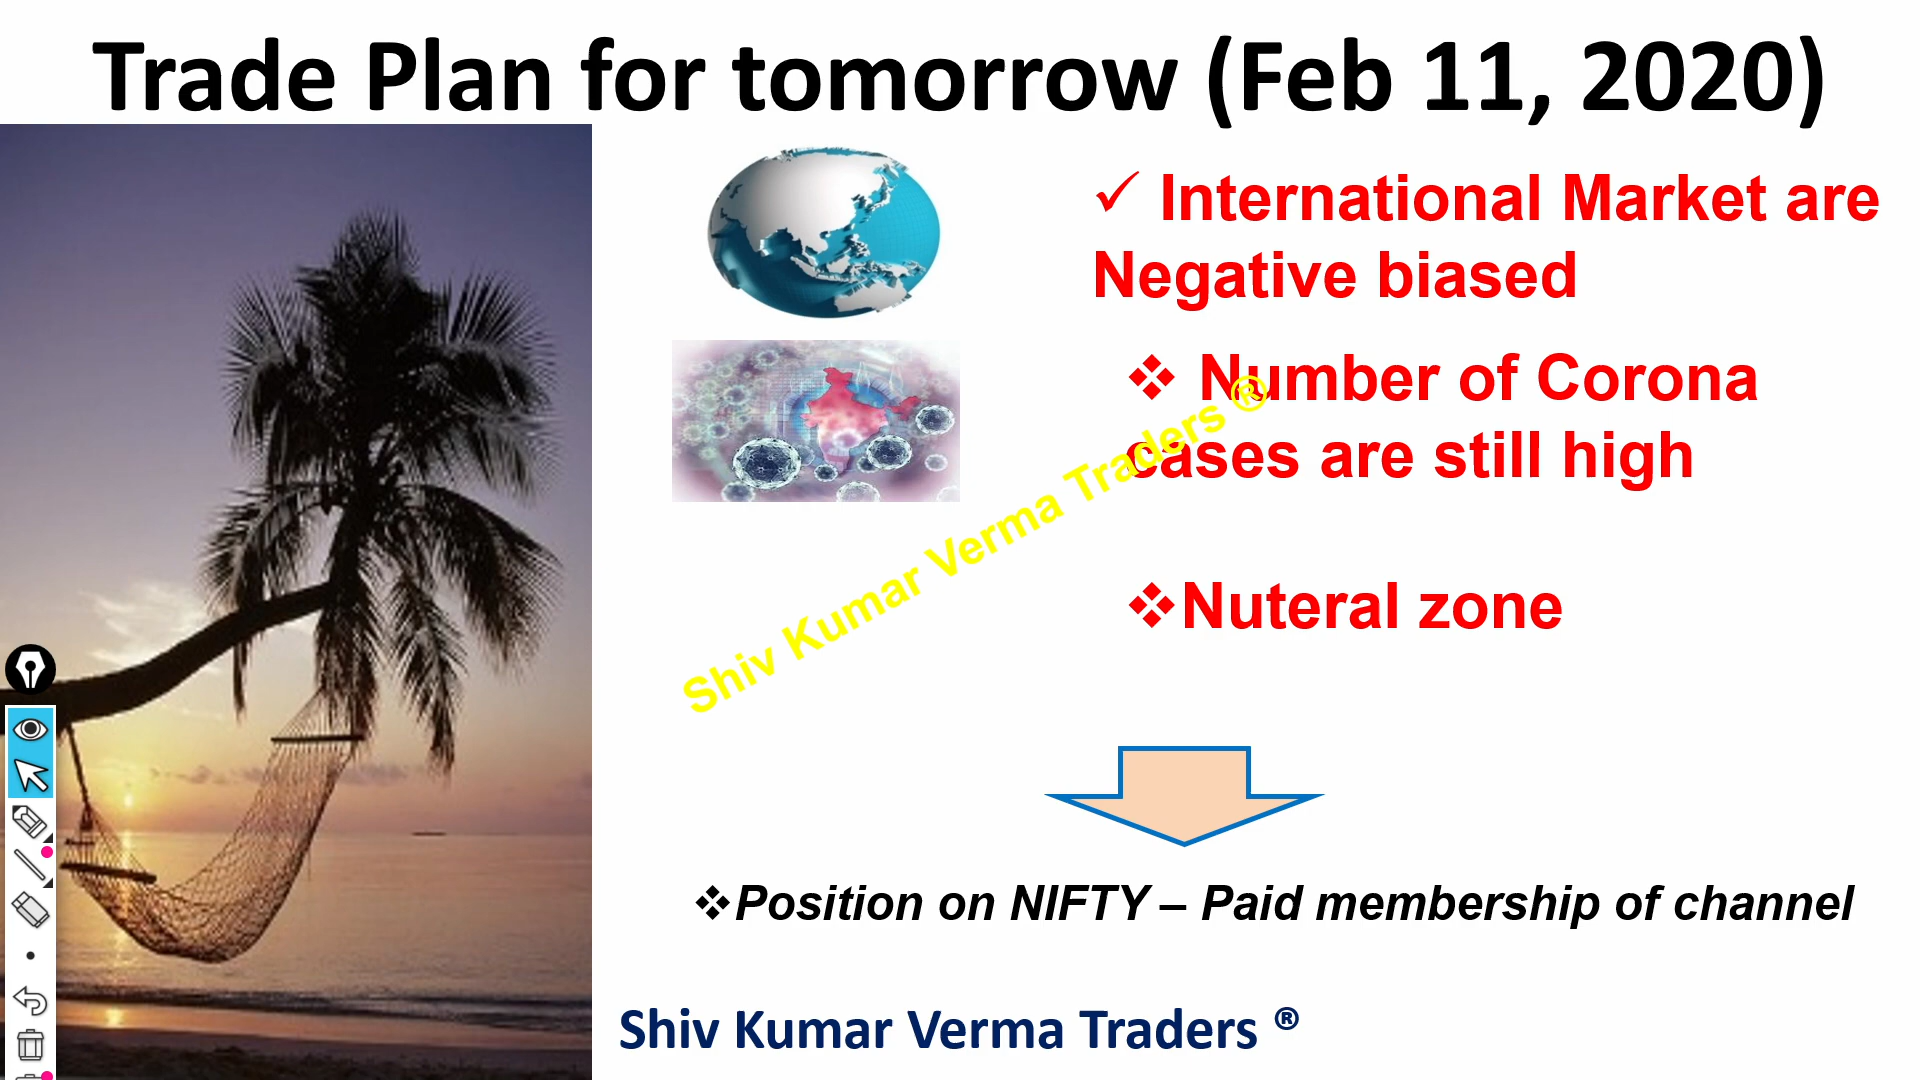 Trade Plan for tomorrow (Feb 11, 2020)
✓ International Market are
Negative biased
❖ Number of Corona
cases are still high
Shiv Kumar Verma Traders ®
❖Nuteral zone
❖Position on NIFTY – Paid membership of channel
Shiv Kumar Verma Traders ®